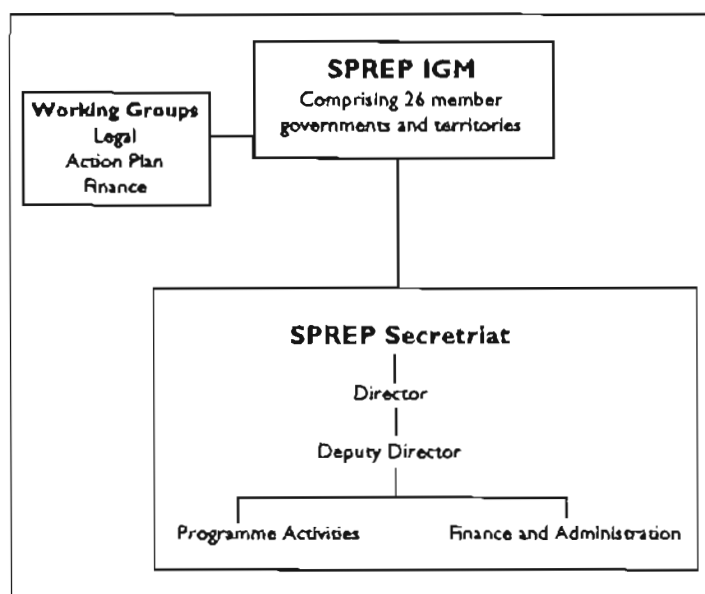 SPREP IGM
Comprising 26 member
governments and territories
Working Groups
Legal
Action Plan
Finance
SPREP Secretriat
Director
Deputy Director
Programme Activities
Finance and Administration